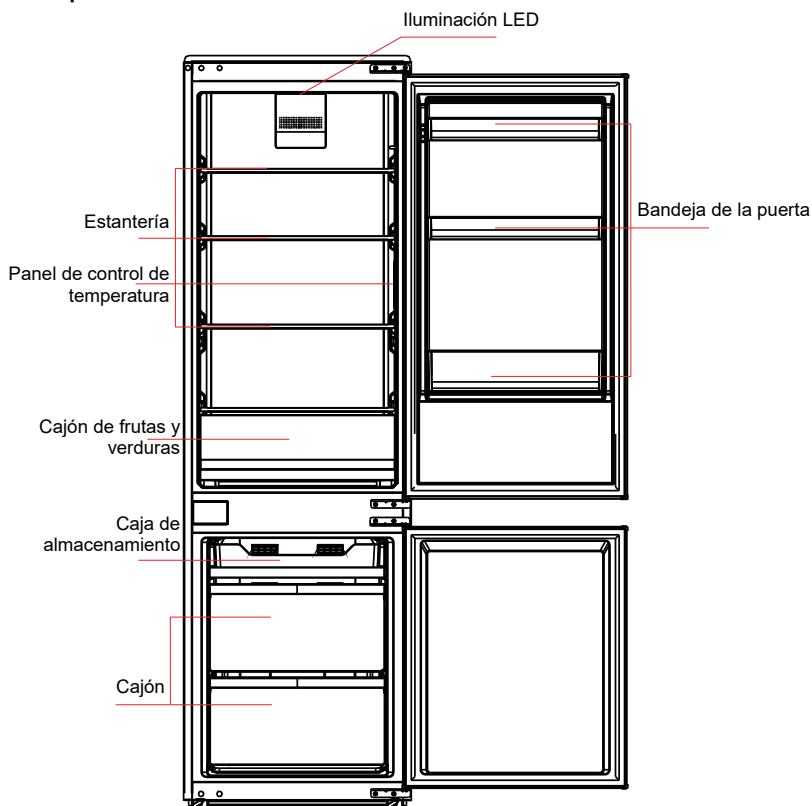 Iluminación LED
Estantería
Bandeja de la puerta
Panel de control de
temperatura
Cajón de frutas y
verduras
Caja de
almacenamiento
Cajón